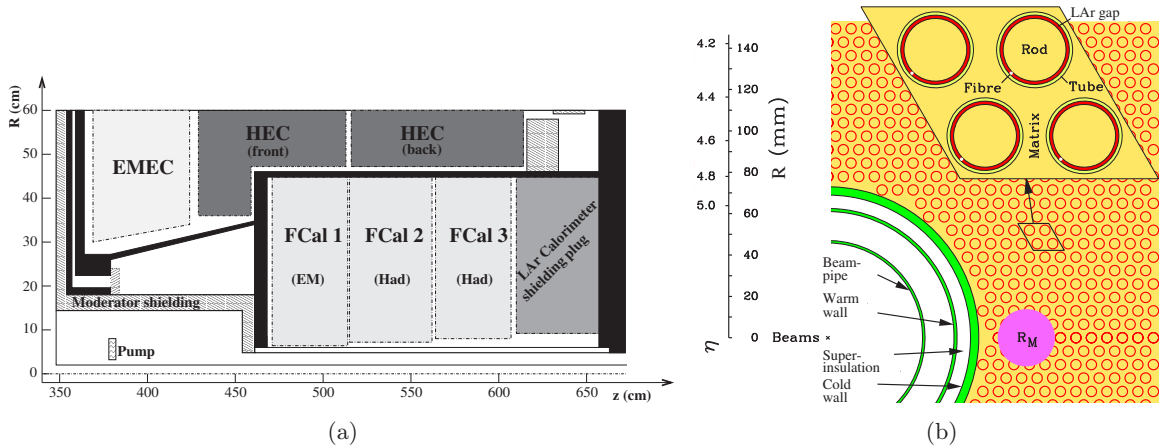 R (cm)
60
50
40
30
20
10
0
350
400
450
500
550
600
650
z (cm)
EMEC
HEC
(front)
HEC
(back)
FCal 1
(EM)
FCal 2
(Had)
FCal 3
(Had)
LAr Calorimeter
shielding plug
Moderator shielding
Pump
(a)
η
4.2
4.4
4.6
4.8
5.0
R (mm)
140
120
100
80
60
40
20
0
Beams ×
LAr gap
Rod
Fibre
Tube
Matrix
Beam-
pipe
Warm
wall
Super-
insulation
Cold
wall
R_M
(b)